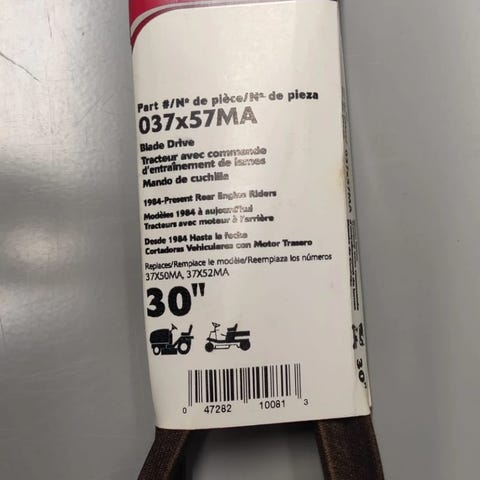 Part #/Nº de pièce/Nº de pieza
037x57MA
Blade Drive
Tracteur avec commande
d'entraînement de lames
Mando de cuchilla
1984-Present Rear Engine Riders
Modèles 1984 à aujourd'hui
Tracteurs avec moteur à l'arrière
Desde 1984 Hasta la fecha
Cortadoras Vehiculares con Motor Trasero
Replaces/Remplace le modèle/Reemplaza los números
37X50MA, 37X52MA
30"
0 47282 10081 3
30"